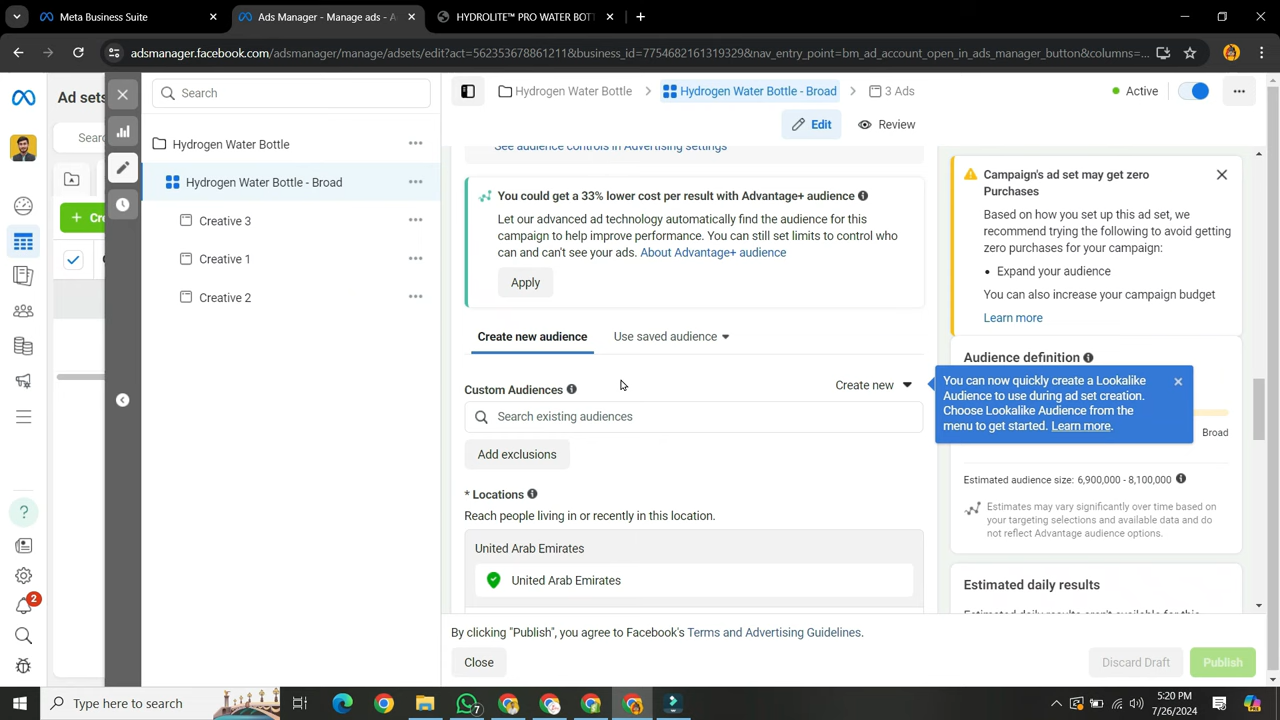 Meta Business Suite
Ads Manager - Manage ads - A
HYDROLITE™ PRO WATER BOT
adsmanager.facebook.com/adsmanager/manage/adsets/edit?act=562353678861211&business_id=775468216131932​9&nav_entry_point=bm_ad_account_open_in_ads_manager_button&columns=...
Ad sets
Search
Hydrogen Water Bottle
Hydrogen Water Bottle - Broad
3 Ads
Active
Edit
Review
Sear
Hydrogen Water Bottle
Hydrogen Water Bottle - Broad
Creative 3
Creative 1
Creative 2
Cr
See audience controls in Advertising settings
You could get a 33% lower cost per result with Advantage+ audience
Let our advanced ad technology automatically find the audience for this
campaign to help improve performance. You can still set limits to control who
can and can't see your ads. About Advantage+ audience
Apply
Create new audience
Use saved audience
Custom Audiences
Create new
Search existing audiences
Add exclusions
* Locations
Reach people living in or recently in this location.
United Arab Emirates
United Arab Emirates
Campaign's ad set may get zero
Purchases
Based on how you set up this ad set, we
recommend trying the following to avoid getting
zero purchases for your campaign:
• Expand your audience
You can also increase your campaign budget
Learn more
Audience definition
You can now quickly create a Lookalike
Audience to use during ad set creation.
Choose Lookalike Audience from the
menu to get started. Learn more.
Broad
Estimated audience size: 6,900,000 - 8,100,000
Estimates may vary significantly over time based on
your targeting selections and available data and do
not reflect Advantage audience options.
Estimated daily results
By clicking "Publish", you agree to Facebook's Terms and Advertising Guidelines.
Close
Discard Draft
Publish
2
Type here to search
7
5:20 PM
7/26/2024